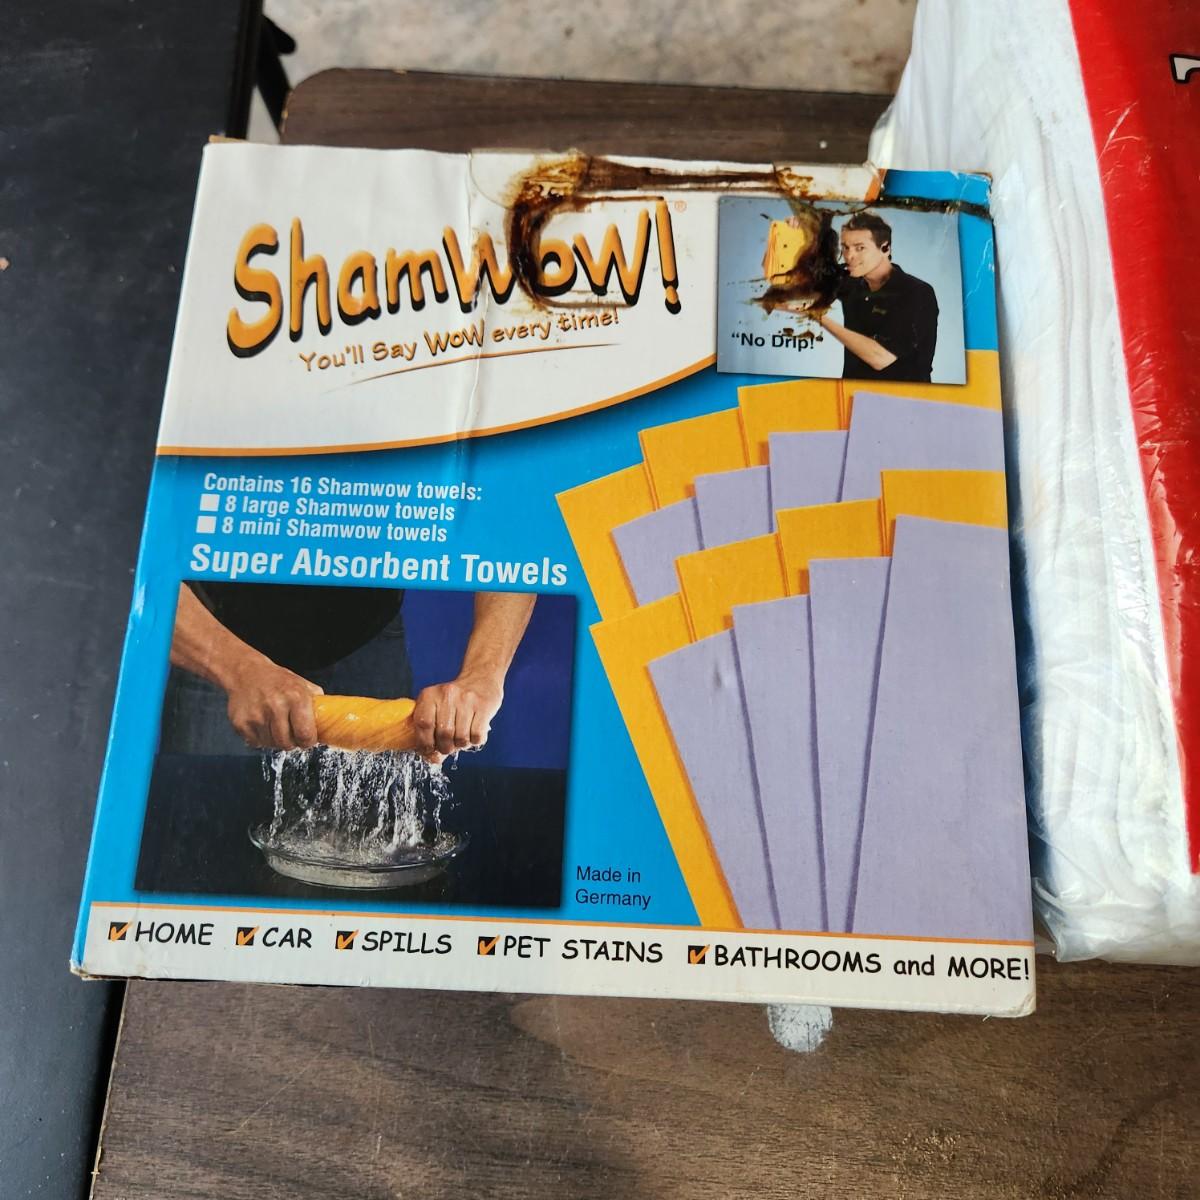 ShamWow!®
You'll Say Wow every time!
"No Drip!"
Contains 16 Shamwow towels:
8 large Shamwow towels
8 mini Shamwow towels
Super Absorbent Towels
Made in
Germany
HOME CAR SPILLS PET STAINS BATHROOMS and MORE!